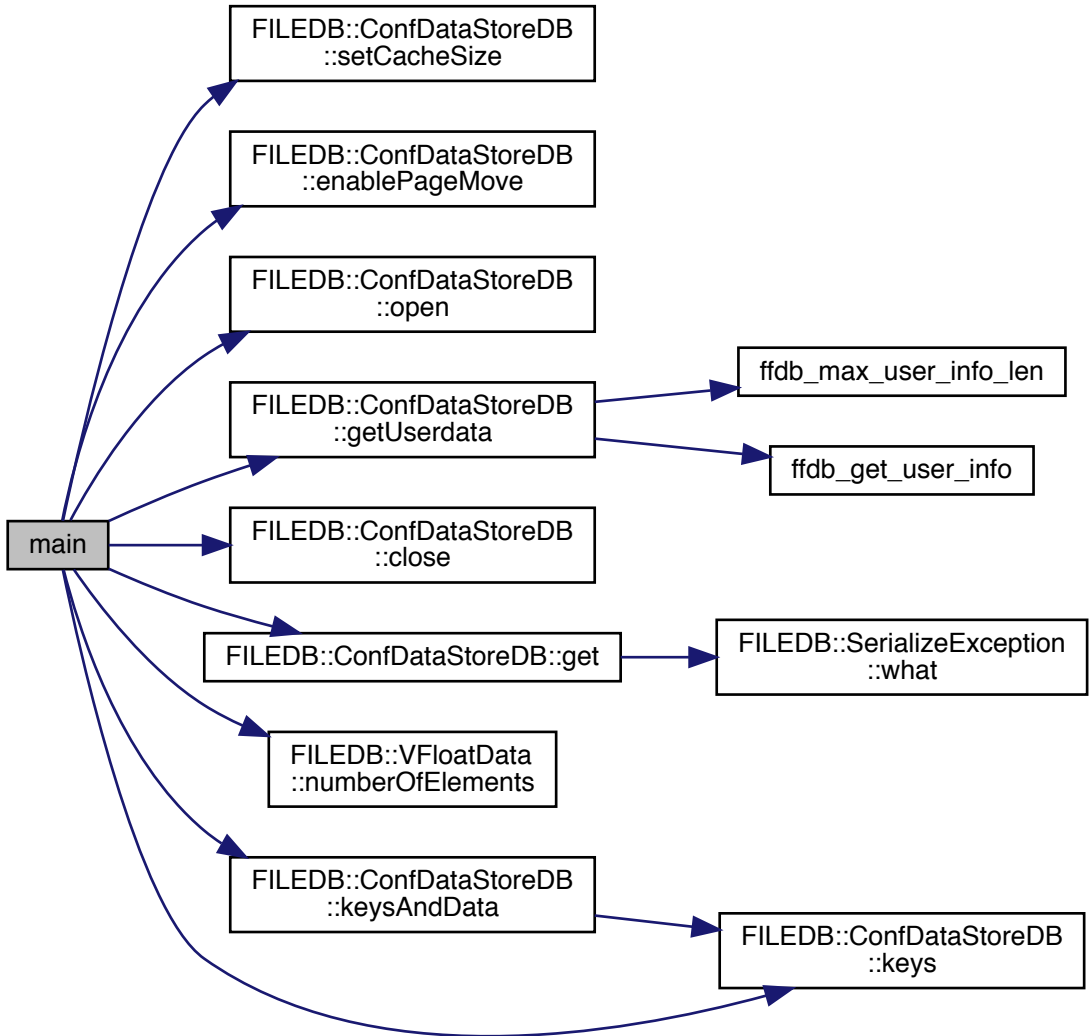 FILEDB::ConfDataStoreDB
::setCacheSize
FILEDB::ConfDataStoreDB
::enablePageMove
FILEDB::ConfDataStoreDB
::open
ffdb_max_user_info_len
FILEDB::ConfDataStoreDB
::getUserdata
ffdb_get_user_info
main
FILEDB::ConfDataStoreDB
::close
FILEDB::ConfDataStoreDB::get
FILEDB::SerializeException
::what
FILEDB::VFloatData
::numberOfElements
FILEDB::ConfDataStoreDB
::keysAndData
FILEDB::ConfDataStoreDB
::keys